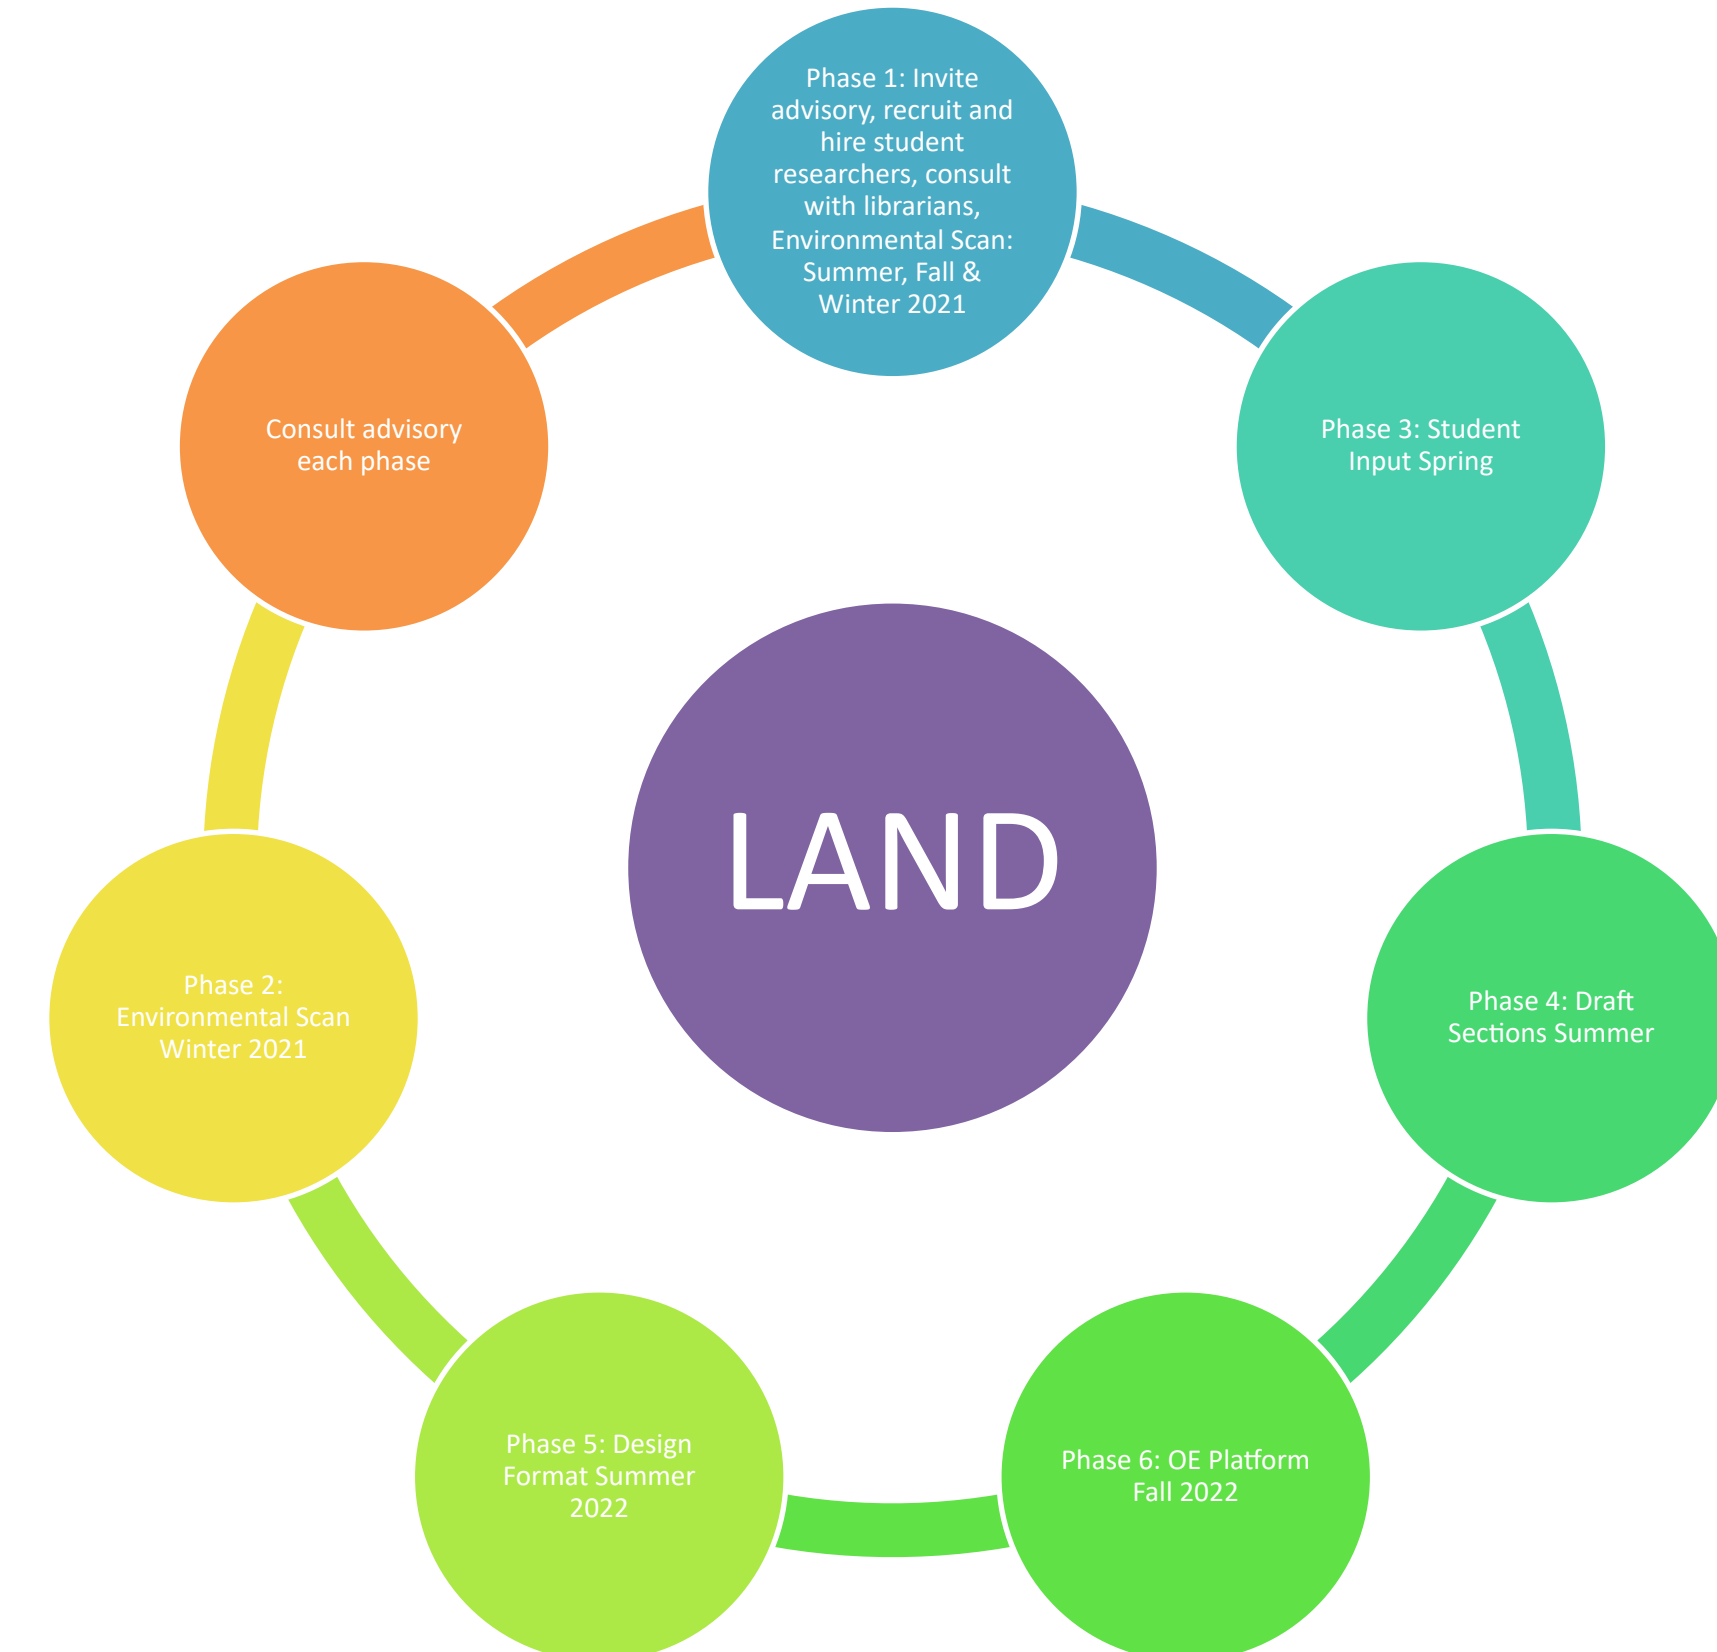 Phase 1: Invite
advisory, recruit and
hire student
researchers, consult
with librarians,
Environmental Scan:
Summer, Fall &
Winter 2021
Phase 3: Student
Input Spring
Phase 4: Draft
Sections Summer
Phase 6: OE Platform
Fall 2022
Phase 5: Design
Format Summer
2022
Phase 2:
Environmental Scan
Winter 2021
Consult advisory
each phase
LAND